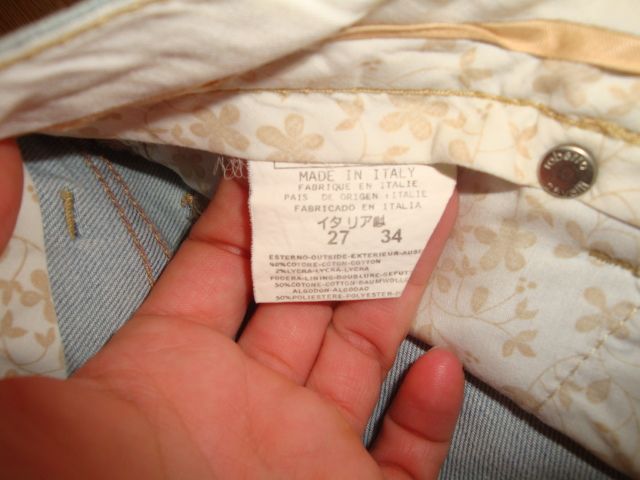 MADE IN ITALY
FABRIQUE EN ITALIE
PAIS DE ORIGEN :ITALIE
FABRICADO EN ITALIA
イタリア製
27 34
ESTERNO-OUTSIDE-EXTERIEUR-AUSS
98%COTONE-COTON-COTTON
2%LYCRA-LYCRA-LYCRA
FODERA-LINING-DOUBLURE-GEFUTT
50%COTONE-COTTON-BAUMWOLL
ALGODON-ALGODAO
50%POLIESTERE-POLYESTER-P